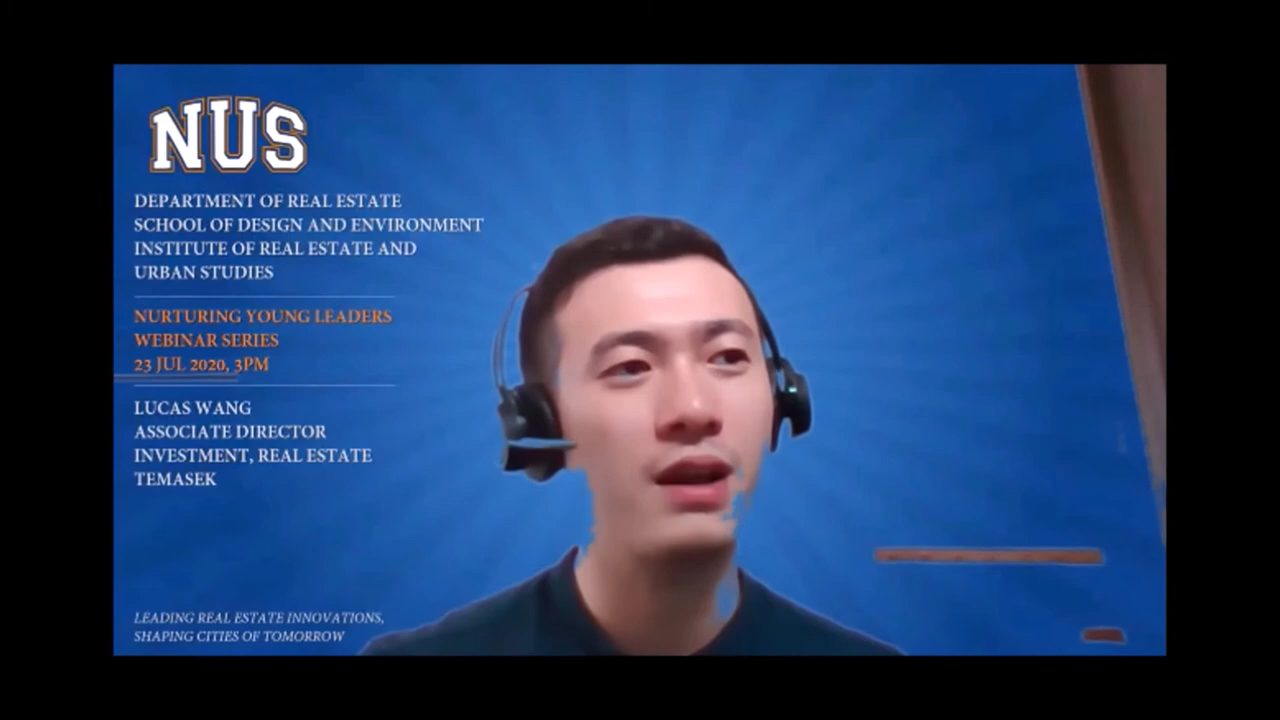 NUS
DEPARTMENT OF REAL ESTATE
SCHOOL OF DESIGN AND ENVIRONMENT
INSTITUTE OF REAL ESTATE AND
URBAN STUDIES
NURTURING YOUNG LEADERS
WEBINAR SERIES
23 JUL 2020, 3PM
LUCAS WANG
ASSOCIATE DIRECTOR
INVESTMENT, REAL ESTATE
TEMASEK
LEADING REAL ESTATE INNOVATIONS,
SHAPING CITIES OF TOMORROW